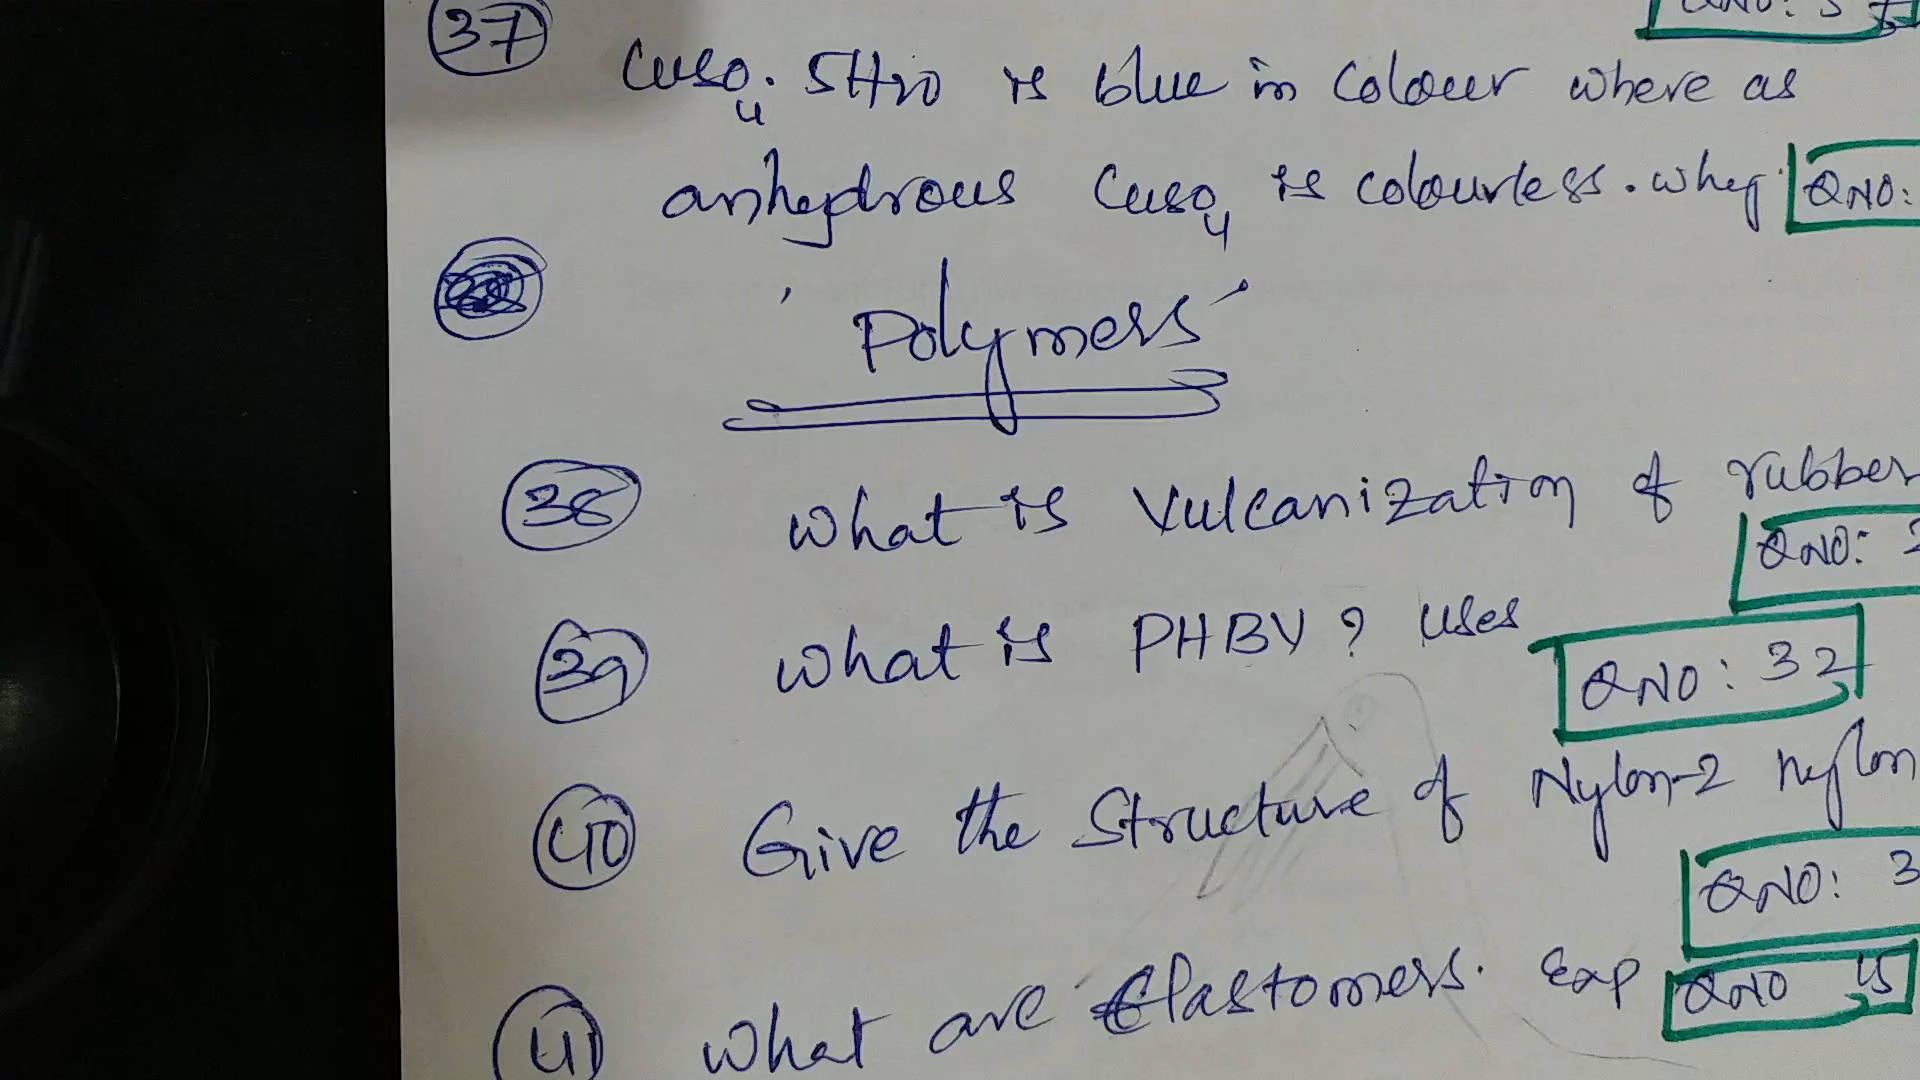 37
CuSO4. 5H2O is blue in colour where as
anhydrous CuSO4 is colourless. why QNO:
'Polymers'
38 What is Vulcanization of rubber
QNO:
39 What is PHBV? Uses
QNO: 32
40 Give the Structure of Nylon-2 nylon
QNO: 3
41 What are Elastomers. Exp QNO 15